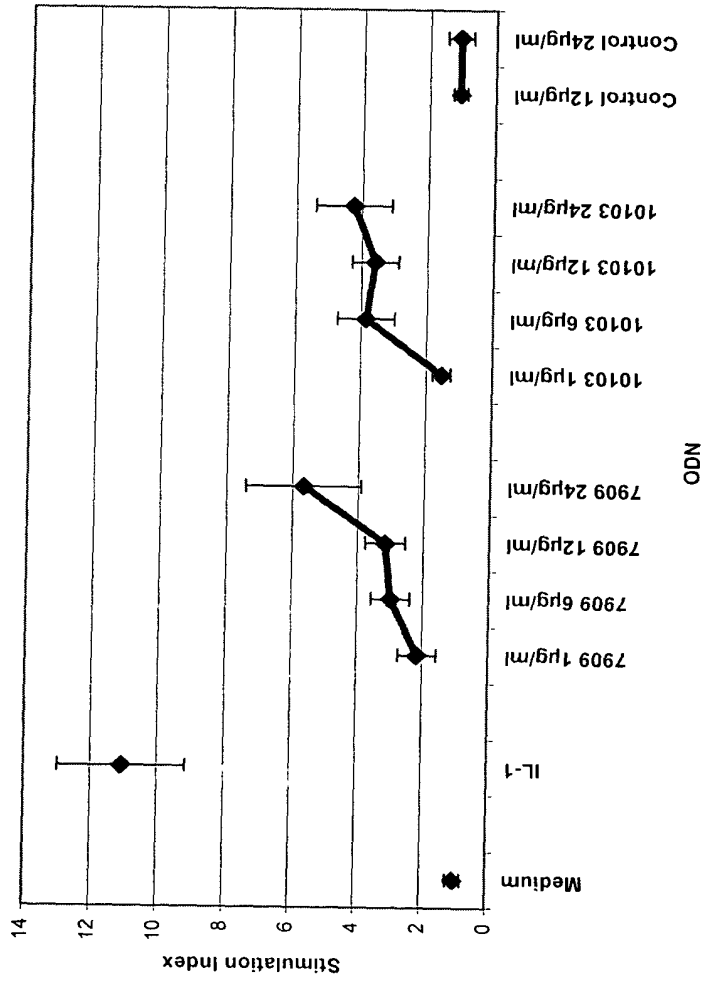 Stimulation Index
14
12
10
8
6
4
2
0
Medium
IL-1
7909 1µg/ml
7909 6µg/ml
7909 12µg/ml
7909 24µg/ml
10103 1µg/ml
10103 6µg/ml
10103 12µg/ml
10103 24µg/ml
Control 12µg/ml
Control 24µg/ml
ODN